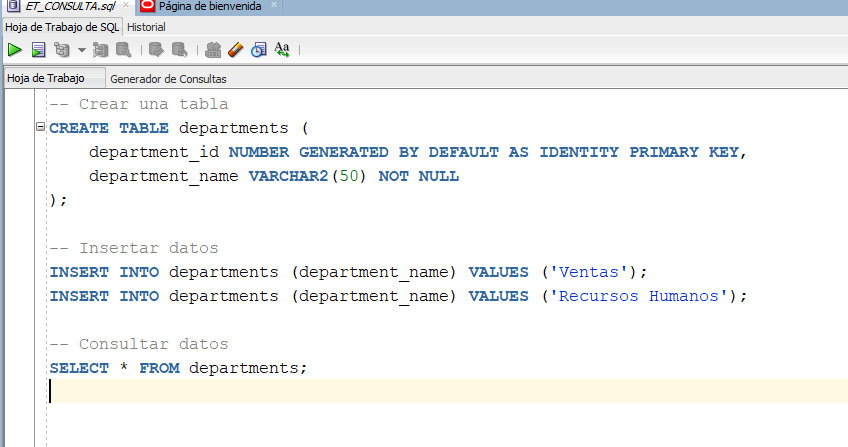 ET_CONSULTA.sql Página de bienvenida
Hoja de Trabajo de SQL Historial
Hoja de Trabajo Generador de Consultas
-- Crear una tabla
CREATE TABLE departments (
    department_id NUMBER GENERATED BY DEFAULT AS IDENTITY PRIMARY KEY,
    department_name VARCHAR2(50) NOT NULL
);
-- Insertar datos
INSERT INTO departments (department_name) VALUES ('Ventas');
INSERT INTO departments (department_name) VALUES ('Recursos Humanos');
-- Consultar datos
SELECT * FROM departments;